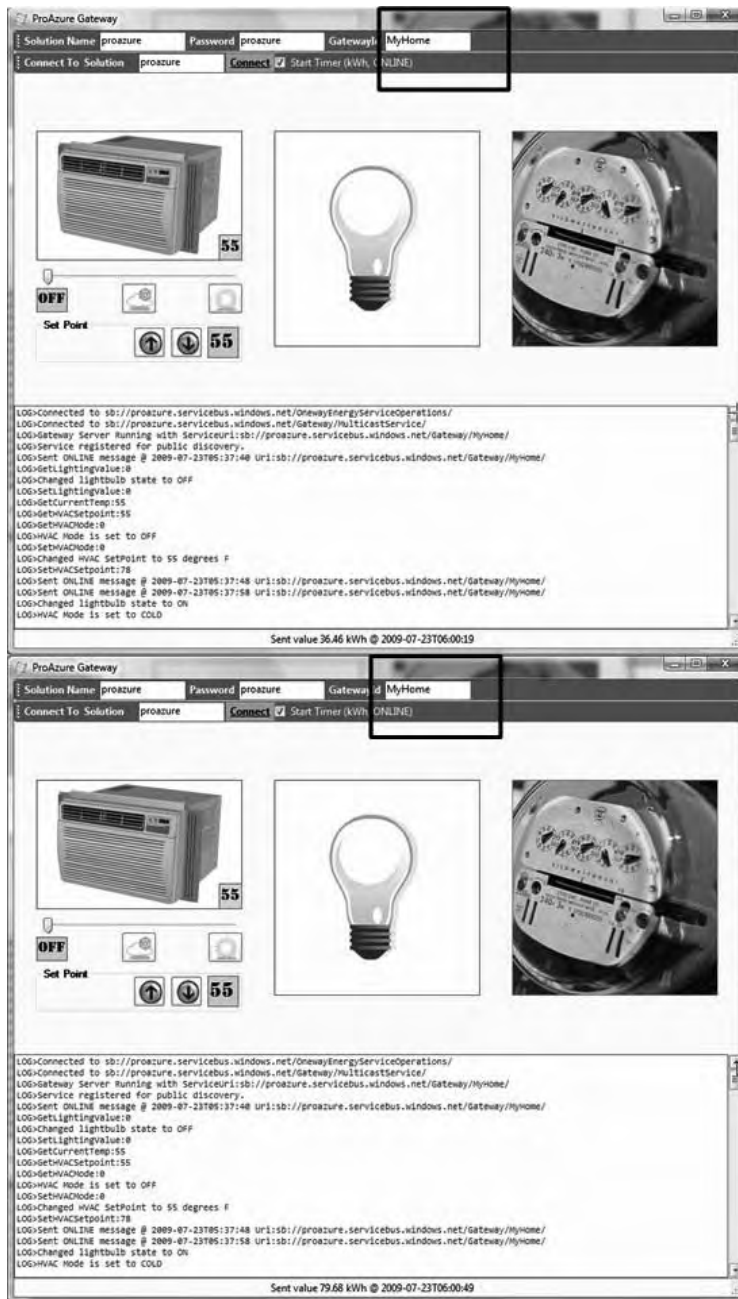 ProAzure Gateway
Solution Name proazure Password proazure GatewayId MyHome
Connect To Solution proazure Connect Start Timer (kWh, ONLINE)
55
OFF
Set Point
55
LOG>Connected to sb://proazure.servicebus.windows.net/OnewayEnergyServiceOperations/
LOG>Connected to sb://proazure.servicebus.windows.net/Gateway/MulticastService/
LOG>Gateway Server Running with ServiceUri:sb://proazure.servicebus.windows.net/Gateway/MyHome/
LOG>Service registered for public discovery.
LOG>Sent ONLINE message @ 2009-07-23T05:37:40 Uri:sb://proazure.servicebus.windows.net/Gateway/MyHome/
LOG>GetLightingValue:0
LOG>Changed lightbulb state to OFF
LOG>SetLightingValue:0
LOG>GetCurrentTemp:55
LOG>GetHVACSetpoint:55
LOG>GetHVACMode:0
LOG>HVAC Mode is set to OFF
LOG>SetHVACMode:0
LOG>Changed HVAC SetPoint to 55 degrees F
LOG>SetHVACSetpoint:78
LOG>Sent ONLINE message @ 2009-07-23T05:37:48 Uri:sb://proazure.servicebus.windows.net/Gateway/MyHome/
LOG>Sent ONLINE message @ 2009-07-23T05:37:58 Uri:sb://proazure.servicebus.windows.net/Gateway/MyHome/
LOG>Changed lightbulb state to ON
LOG>HVAC Mode is set to COLD
Sent value 36.46 kWh @ 2009-07-23T06:00:19
ProAzure Gateway
Solution Name proazure Password proazure GatewayId MyHome
Connect To Solution proazure Connect Start Timer (kWh, ONLINE)
55
OFF
Set Point
55
LOG>Connected to sb://proazure.servicebus.windows.net/OnewayEnergyServiceOperations/
LOG>Connected to sb://proazure.servicebus.windows.net/Gateway/MulticastService/
LOG>Gateway Server Running with ServiceUri:sb://proazure.servicebus.windows.net/Gateway/MyHome/
LOG>Service registered for public discovery.
LOG>Sent ONLINE message @ 2009-07-23T05:37:40 Uri:sb://proazure.servicebus.windows.net/Gateway/MyHome/
LOG>GetLightingValue:0
LOG>Changed lightbulb state to OFF
LOG>SetLightingValue:0
LOG>GetCurrentTemp:55
LOG>GetHVACSetpoint:55
LOG>GetHVACMode:0
LOG>HVAC Mode is set to OFF
LOG>SetHVACMode:0
LOG>Changed HVAC SetPoint to 55 degrees F
LOG>SetHVACSetpoint:78
LOG>Sent ONLINE message @ 2009-07-23T05:37:48 Uri:sb://proazure.servicebus.windows.net/Gateway/MyHome/
LOG>Sent ONLINE message @ 2009-07-23T05:37:58 Uri:sb://proazure.servicebus.windows.net/Gateway/MyHome/
LOG>Changed lightbulb state to ON
LOG>HVAC Mode is set to COLD
Sent value 79.68 kWh @ 2009-07-23T06:00:49